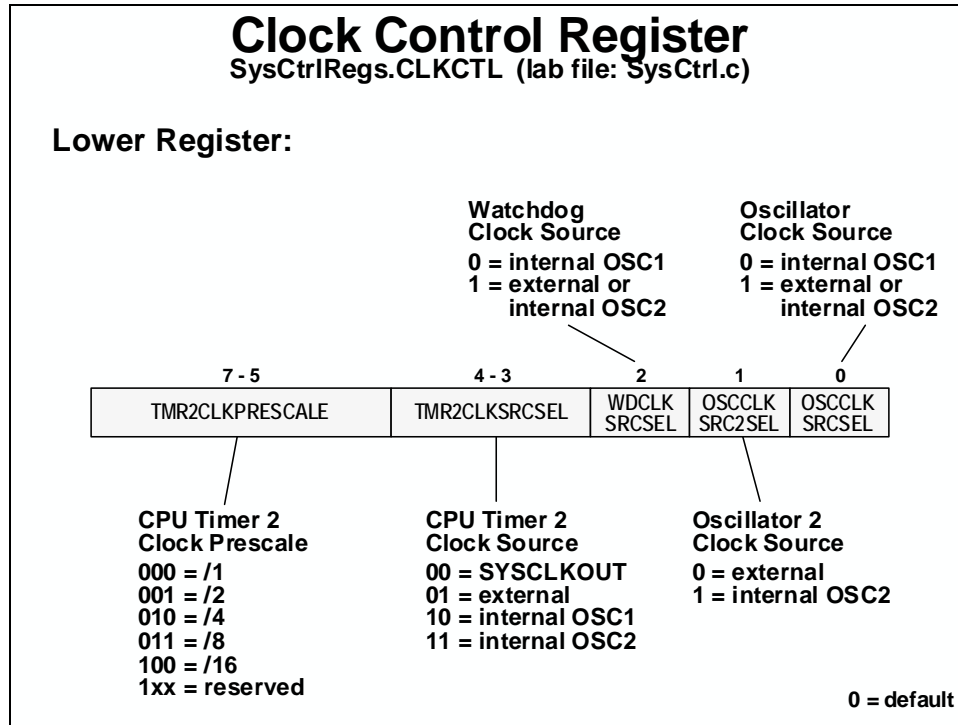 Clock Control Register
SysCtrlRegs.CLKCTL (lab file: SysCtrl.c)
Lower Register:
Watchdog
Clock Source
0 = internal OSC1
1 = external or
internal OSC2
Oscillator
Clock Source
0 = internal OSC1
1 = external or
internal OSC2
7 - 5
4 - 3
2
1
0
TMR2CLKPRESCALE
TMR2CLKSRCSEL
WDCLK
SRCSEL
OSCCLK
SRC2SEL
OSCCLK
SRCSEL
CPU Timer 2
Clock Prescale
000 = /1
001 = /2
010 = /4
011 = /8
100 = /16
1xx = reserved
CPU Timer 2
Clock Source
00 = SYSCLKOUT
01 = external
10 = internal OSC1
11 = internal OSC2
Oscillator 2
Clock Source
0 = external
1 = internal OSC2
0 = default